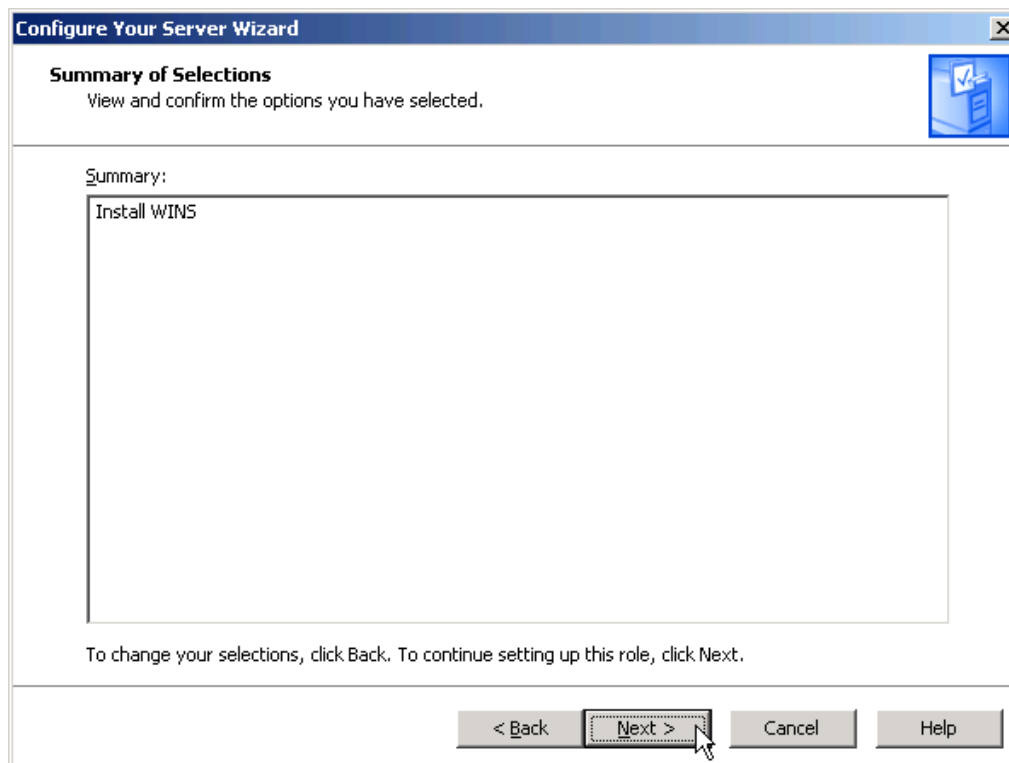 Configure Your Server Wizard
Summary of Selections
View and confirm the options you have selected.
Summary:
Install WINS
To change your selections, click Back. To continue setting up this role, click Next.
< Back Next > Cancel Help